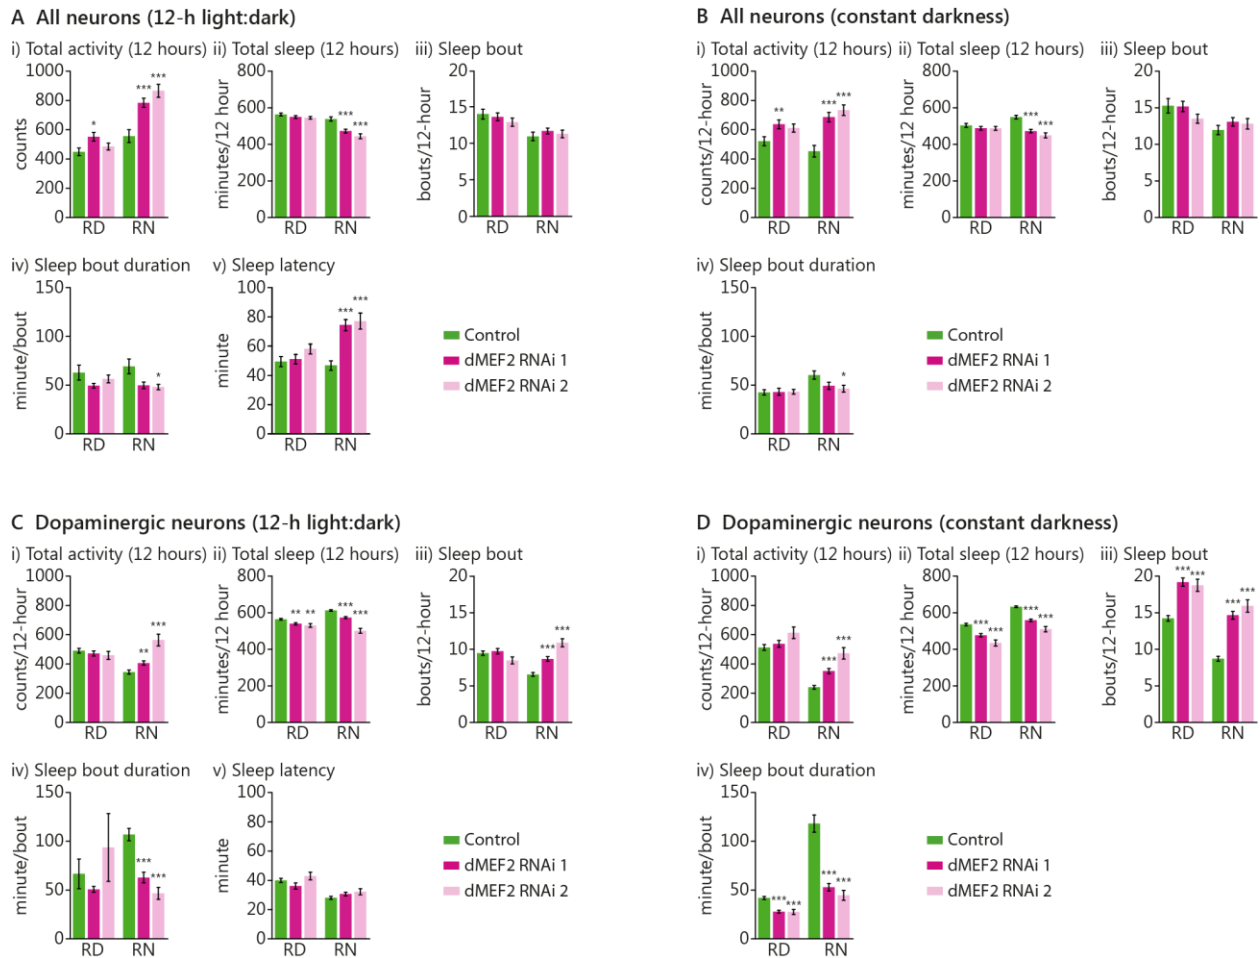 A All neurons (12-h light:dark)
i) Total activity (12 hours)
1000
800
600
400
200
0
counts
*
***
***
RD
RN
ii) Total sleep (12 hours)
800
600
400
200
0
minutes/12 hour
***
***
RD
RN
iii) Sleep bout
20
15
10
5
0
bouts/12-hour
RD
RN
iv) Sleep bout duration
150
100
50
0
minute/bout
*
RD
RN
v) Sleep latency
100
80
60
40
20
0
minute
***
***
RD
RN
Control
dMEF2 RNAi 1
dMEF2 RNAi 2
B All neurons (constant darkness)
i) Total activity (12 hours)
1000
800
600
400
200
0
counts/12-hour
**
***
***
RD
RN
ii) Total sleep (12 hours)
800
600
400
200
0
minutes/12 hour
***
***
RD
RN
iii) Sleep bout
20
15
10
5
0
bouts/12-hour
RD
RN
iv) Sleep bout duration
150
100
50
0
minute/bout
*
RD
RN
Control
dMEF2 RNAi 1
dMEF2 RNAi 2
C Dopaminergic neurons (12-h light:dark)
i) Total activity (12 hours)
1000
800
600
400
200
0
counts/12-hour
**
***
RD
RN
ii) Total sleep (12 hours)
800
600
400
200
0
minutes/12 hour
**
**
***
***
RD
RN
iii) Sleep bout
20
15
10
5
0
bouts/12-hour
***
***
RD
RN
iv) Sleep bout duration
150
100
50
0
minute/bout
***
***
RD
RN
v) Sleep latency
100
80
60
40
20
0
minute
RD
RN
Control
dMEF2 RNAi 1
dMEF2 RNAi 2
D Dopaminergic neurons (constant darkness)
i) Total activity (12 hours)
1000
800
600
400
200
0
counts/12-hour
***
***
RD
RN
ii) Total sleep (12 hours)
800
600
400
200
0
minutes/12 hour
***
***
***
***
RD
RN
iii) Sleep bout
20
15
10
5
0
bouts/12-hour
***
***
***
***
RD
RN
iv) Sleep bout duration
150
100
50
0
minute/bout
***
***
***
***
RD
RN
Control
dMEF2 RNAi 1
dMEF2 RNAi 2